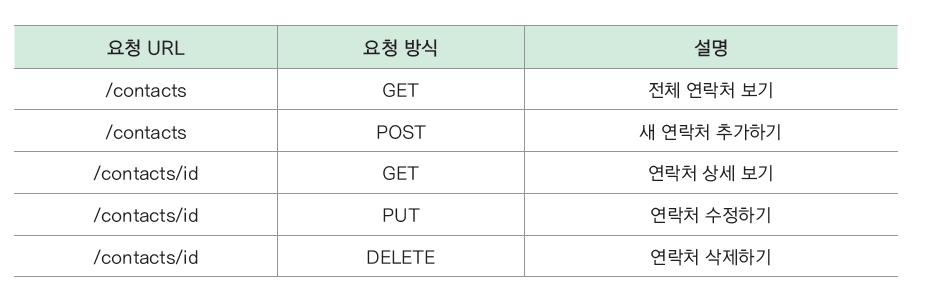 요청 URL 요청 방식 설명
/contacts GET 전체 연락처 보기
/contacts POST 새 연락처 추가하기
/contacts/id GET 연락처 상세 보기
/contacts/id PUT 연락처 수정하기
/contacts/id DELETE 연락처 삭제하기